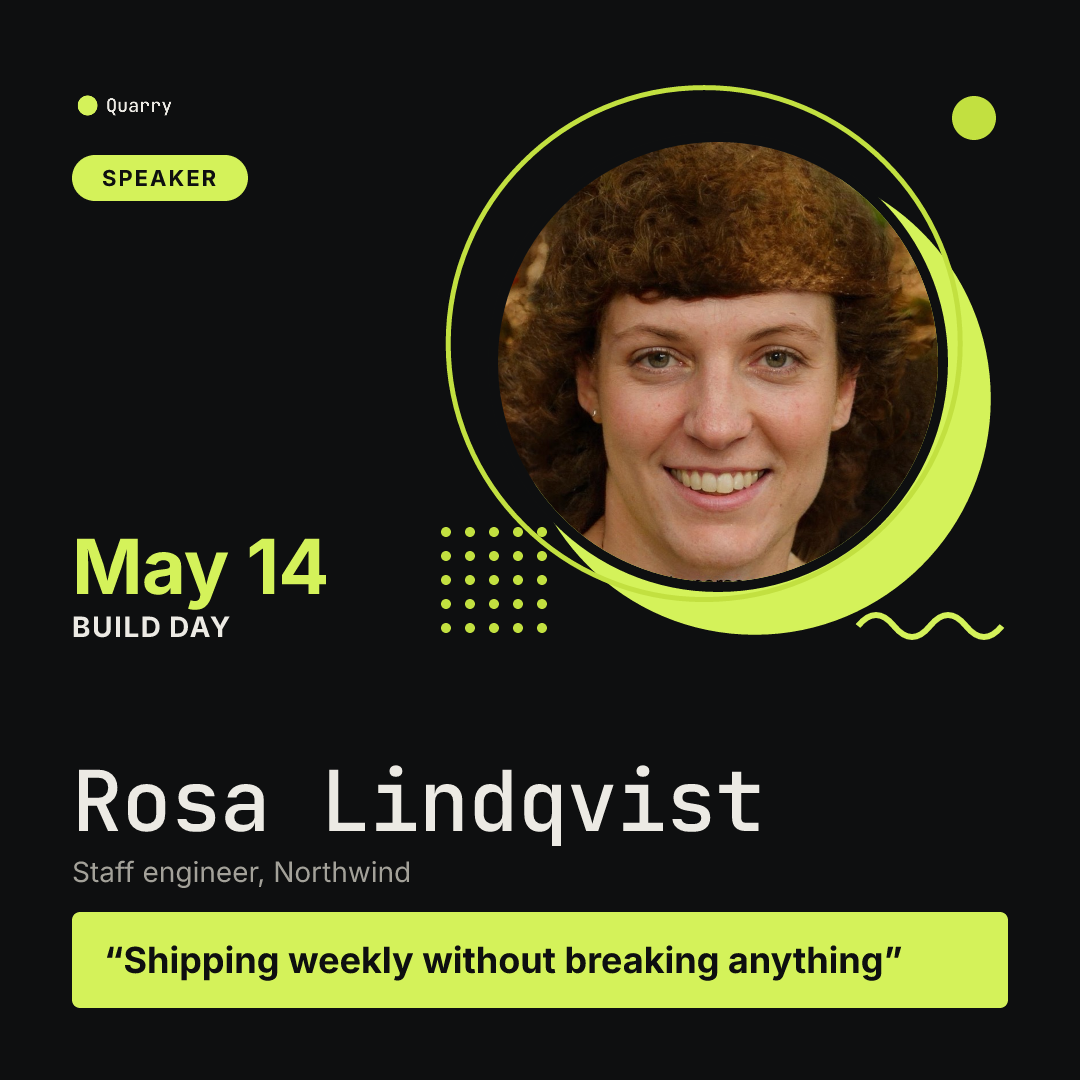 Quarry
SPEAKER
May 14
BUILD DAY
Rosa Lindqvist
Staff engineer, Northwind
“Shipping weekly without breaking anything”